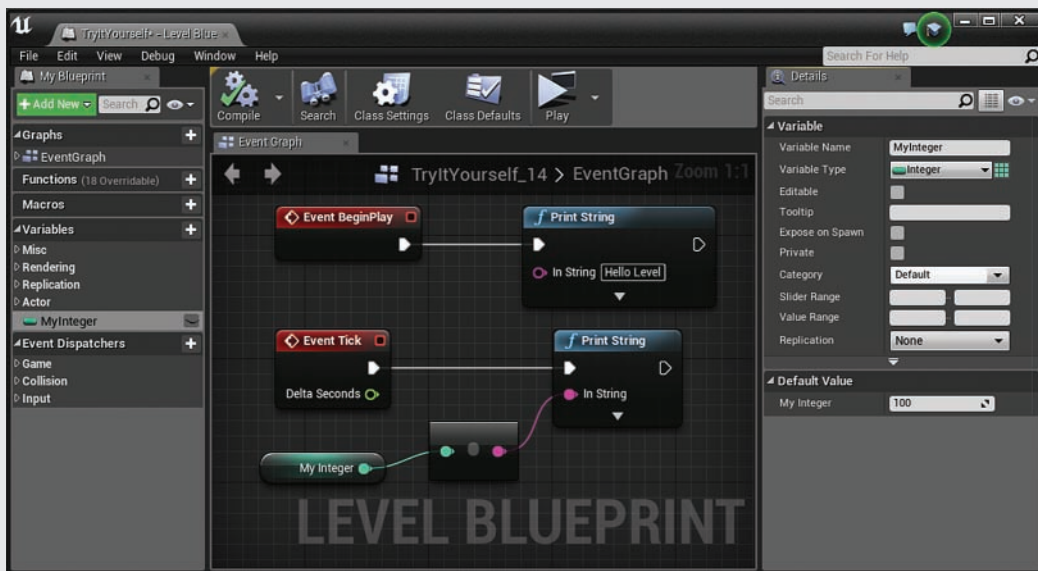 TryItYourself* - Level Blue
File Edit View Debug Window Help
Search For Help
My Blueprint
Add New
Search
Graphs
EventGraph
Functions (18 Overridable)
Macros
Variables
Misc
Rendering
Replication
Actor
MyInteger
Event Dispatchers
Game
Collision
Input
Compile
Search
Class Settings
Class Defaults
Play
Event Graph
TryItYourself_14 > EventGraph
Zoom 1:1
Event BeginPlay
Print String
In String Hello Level
Event Tick
Delta Seconds
Print String
In String
My Integer
LEVEL BLUEPRINT
Details
Search
Variable
Variable Name MyInteger
Variable Type Integer
Editable
Tooltip
Expose on Spawn
Private
Category Default
Slider Range
Value Range
Replication None
Default Value
My Integer 100